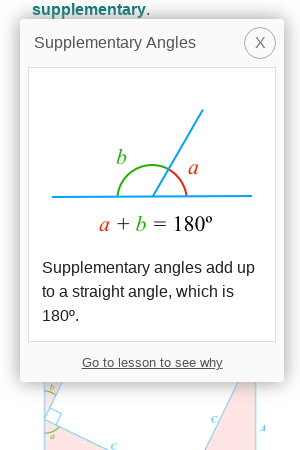 supplementary.
Supplementary Angles X
b
a
a + b = 180º
Supplementary angles add up
to a straight angle, which is
180º.
Go to lesson to see why
b
a
C
C
A